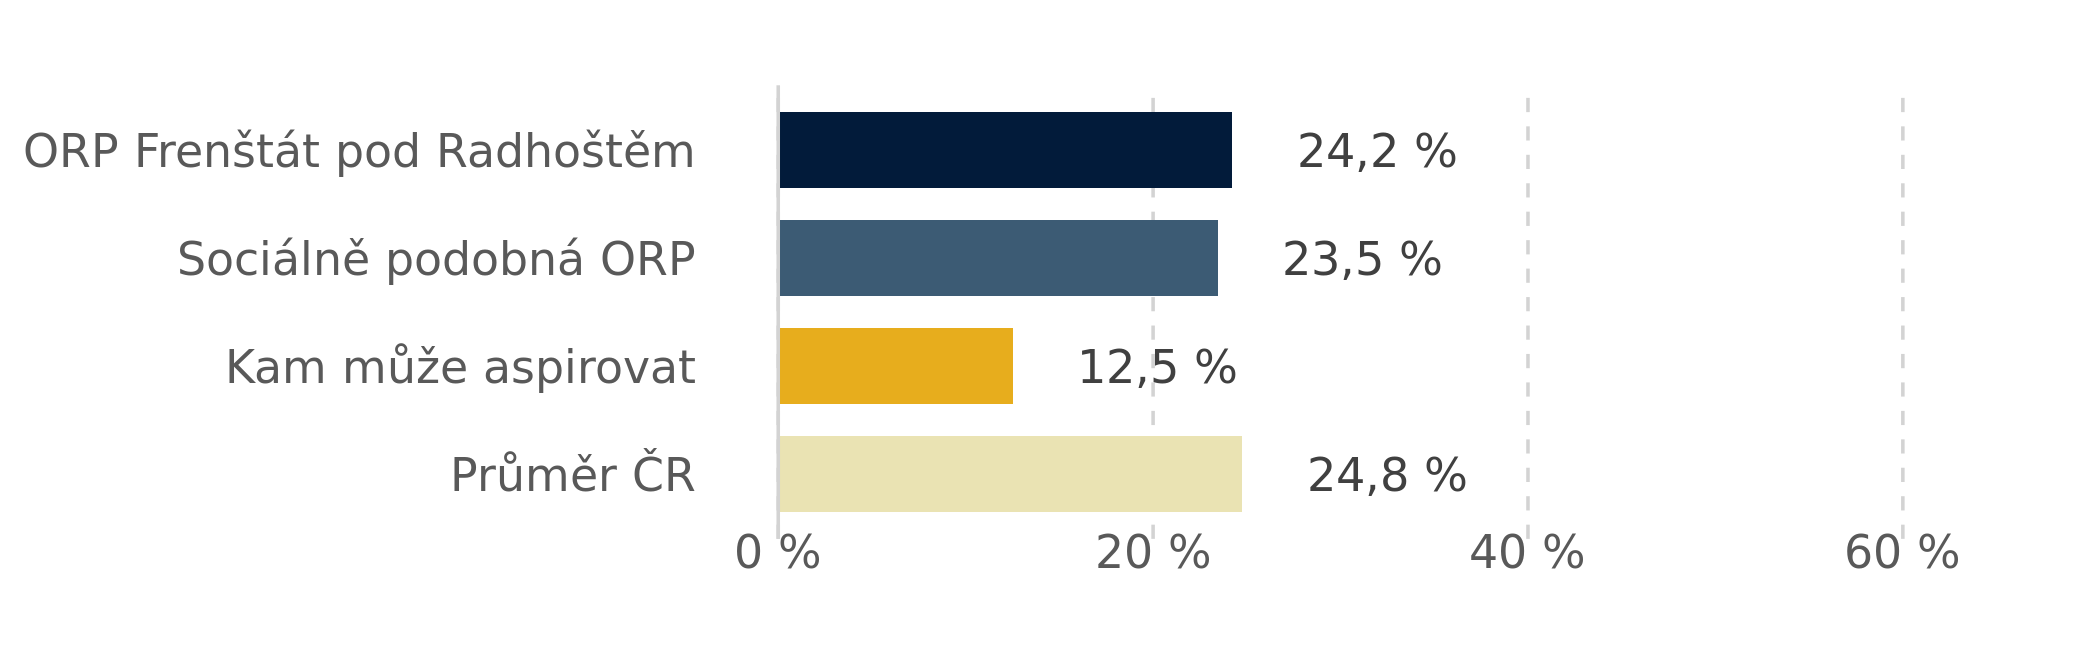 ORP Frenštát pod Radhoštěm 24,2 %
Sociálně podobná ORP 23,5 %
Kam může aspirovat 12,5 %
Průměr ČR 24,8 %
0 % 20 % 40 % 60 %